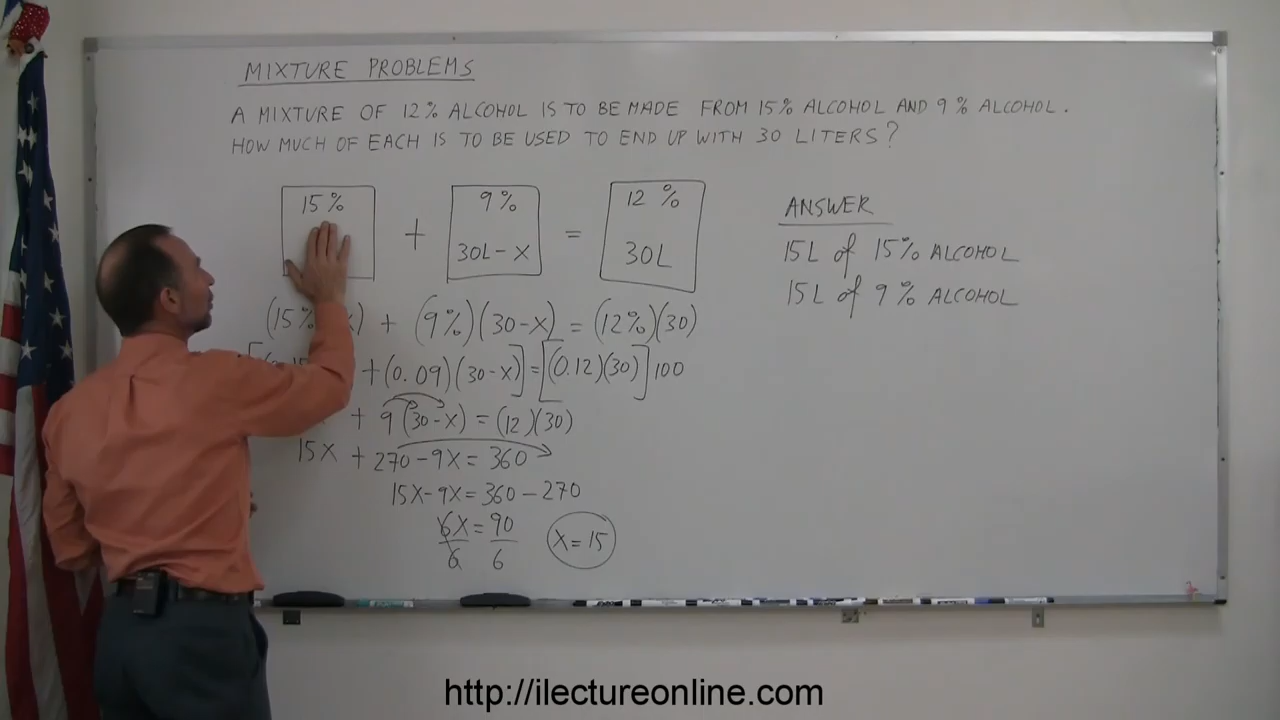 MIXTURE PROBLEMS
A MIXTURE OF 12% ALCOHOL IS TO BE MADE FROM 15% ALCOHOL AND 9% ALCOHOL.
HOW MUCH OF EACH IS TO BE USED TO END UP WITH 30 LITERS?
15% + 9% = 12%
30L-X 30L
(15% X) + (9%)(30-X) = (12%)(30)
+(0.09)(30-X)] = [(0.12)(30)]100
+ 9(30-X) = (12)(30)
15X + 270-9X = 360
15X-9X = 360-270
6X = 90
6 6
X=15
ANSWER
15L of 15% ALCOHOL
15L of 9% ALCOHOL
http://ilectureonline.com